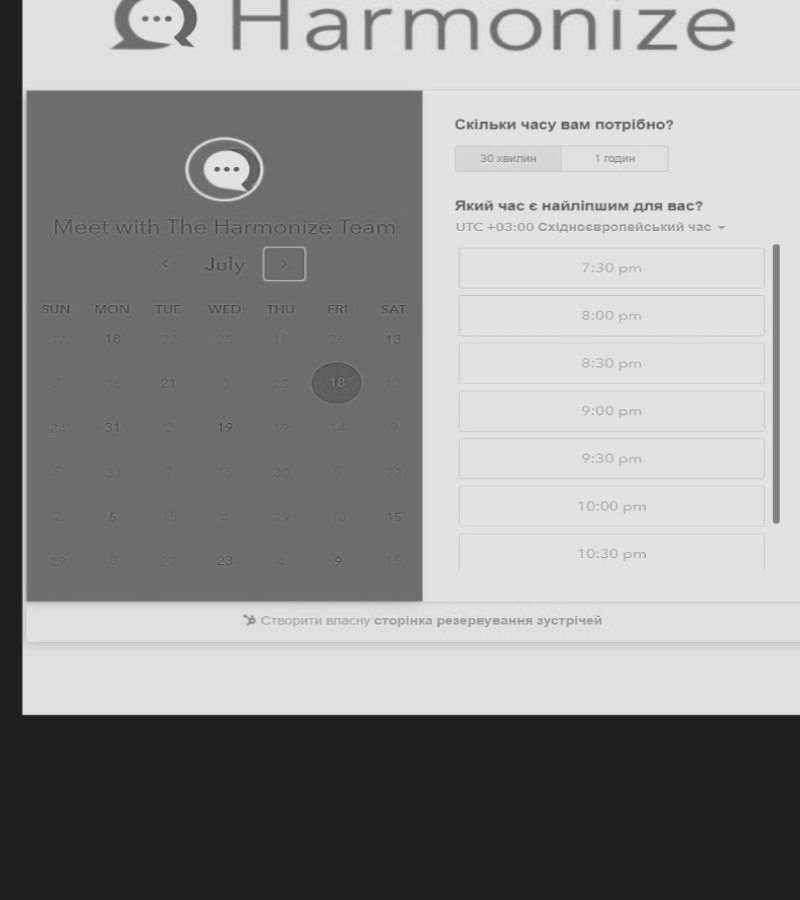 Harmonize
Meet with The Harmonize Team
July
SUN MON TUE WED THU FRI SAT
17 18 22 25 18 26 13
7 16 21 3 25 18 12
24 31 2 19 19 14 9
5 31 7 15 30 5 22
2 5 15 4 29 10 15
29 8 27 23 4 9 15
Скільки часу вам потрібно?
30 хвилин 1 годин
Який час є найліпшим для вас?
UTC +03:00 Східноєвропейський час
7:30 pm
8:00 pm
8:30 pm
9:00 pm
9:30 pm
10:00 pm
10:30 pm
Створити власну сторінка резервування зустрічей